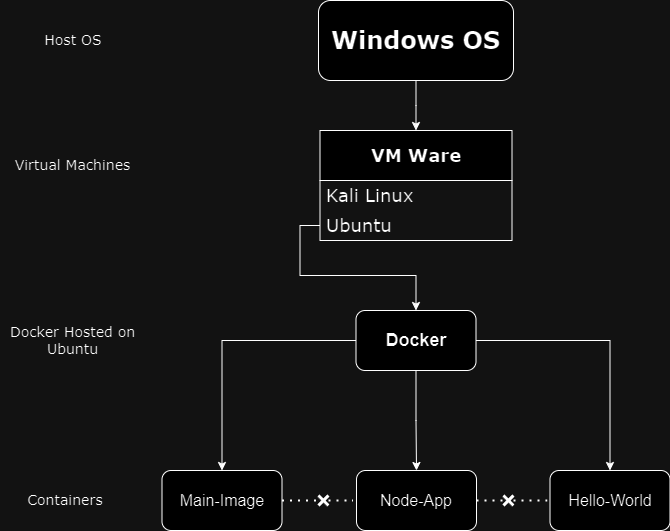 Host OS
Windows OS
Virtual Machines
VM Ware
Kali Linux
Ubuntu
Docker Hosted on
Ubuntu
Docker
Containers
Main-Image
Node-App
Hello-World